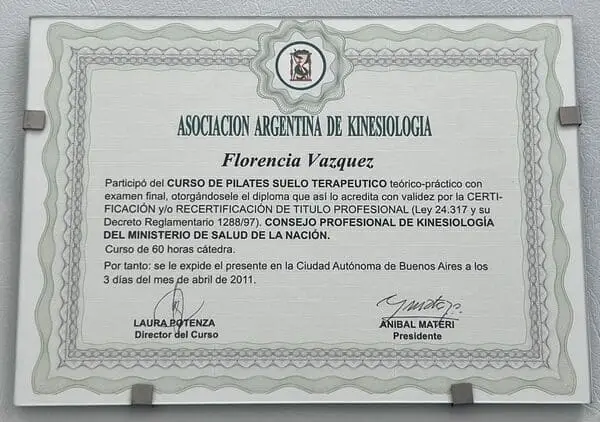 ASOCIACION ARGENTINA DE KINESIOLOGIA
Florencia Vazquez
Participó del CURSO DE PILATES SUELO TERAPEUTICO teórico-práctico con
examen final, otorgándosele el diploma que así lo acredita con validez por la CERTI-
FICACIÓN y/o RECERTIFICACIÓN DE TITULO PROFESIONAL (Ley 24.317 y su
Decreto Reglamentario 1288/97). CONSEJO PROFESIONAL DE KINESIOLOGÍA
DEL MINISTERIO DE SALUD DE LA NACIÓN.
Curso de 60 horas cátedra.
Por tanto: se le expide el presente en la Ciudad Autónoma de Buenos Aires a los
3 días del mes de abril de 2011.
LAURA POTENZA
Director del Curso
ANIBAL MATERI
Presidente